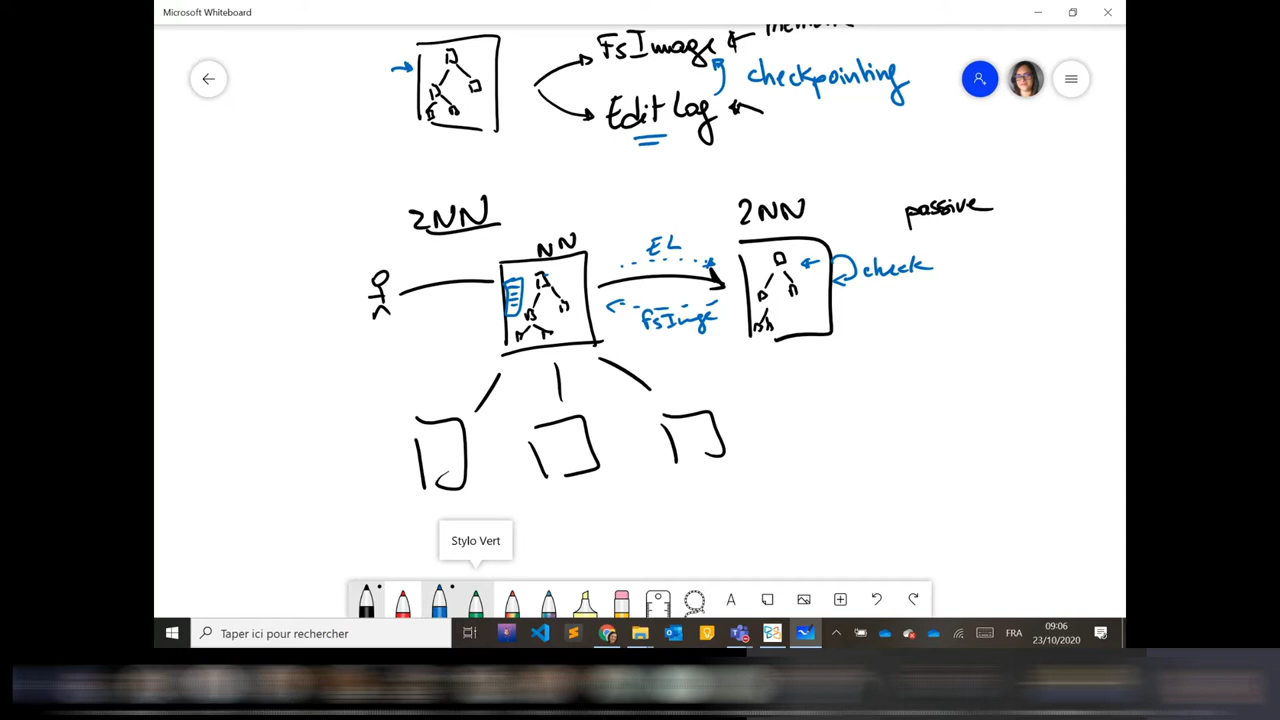 Microsoft Whiteboard
FsImage
checkpointing
Edit Log
2NN
2NN
passive
NN
EL
check
FsImge
Stylo Vert
A
Taper ici pour rechercher
FRA
09:06
23/10/2020